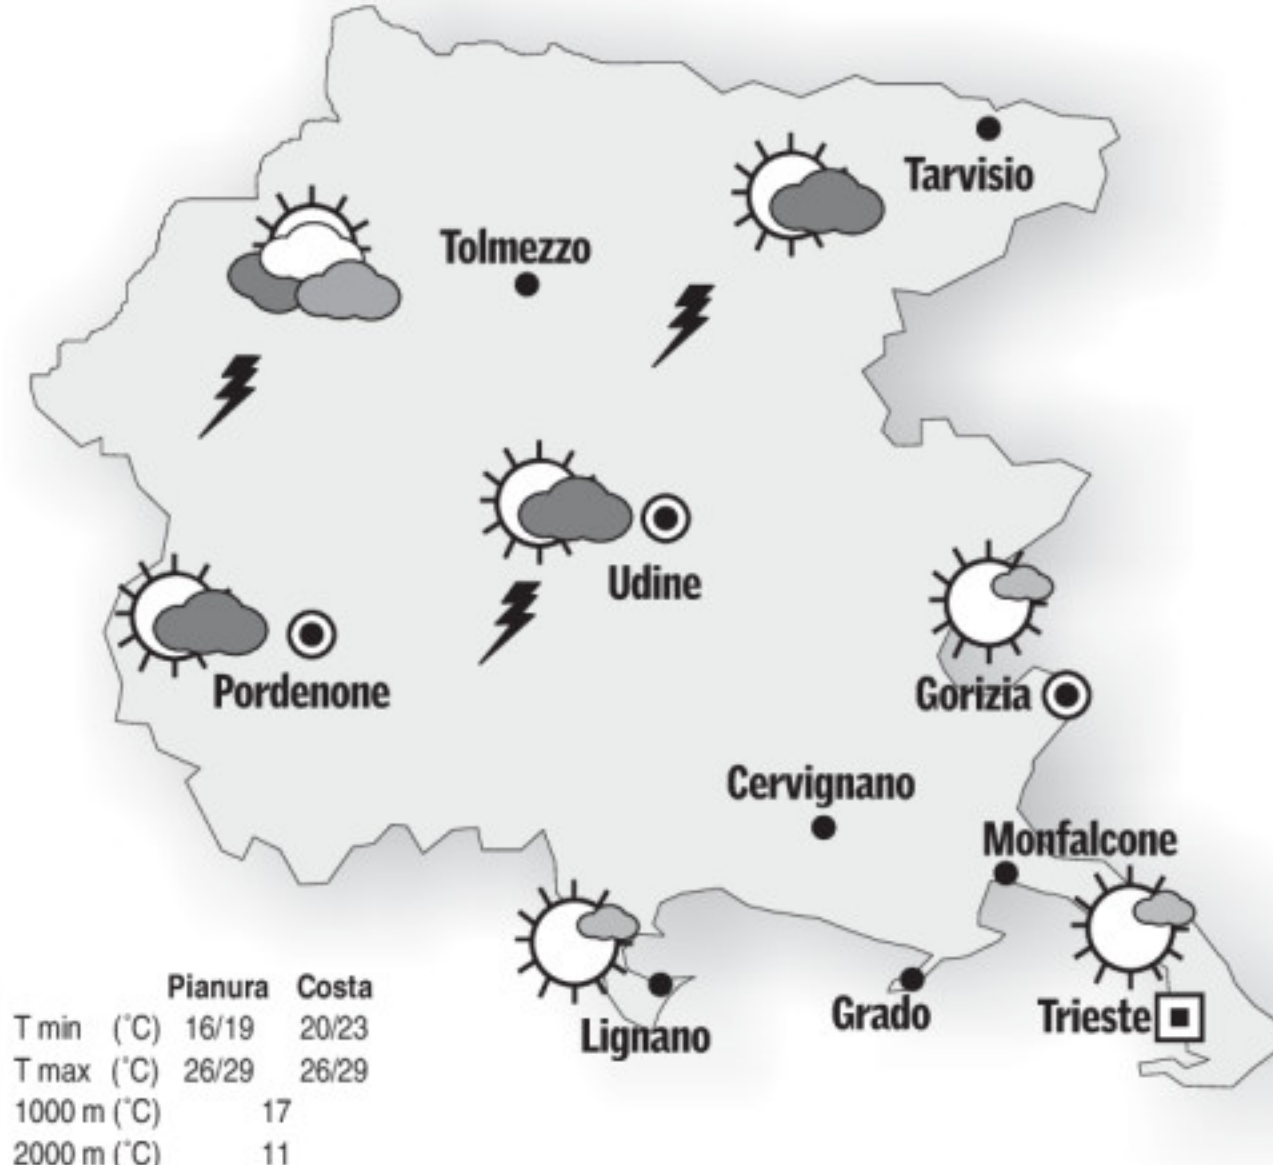 Tarvisio
Tolmezzo
Udine
Pordenone
Gorizia
Cervignano
Monfalcone
Grado
Trieste
Lignano
Pianura Costa
T min (°C) 16/19 20/23
T max (°C) 26/29 26/29
1000 m (°C) 17
2000 m (°C) 11